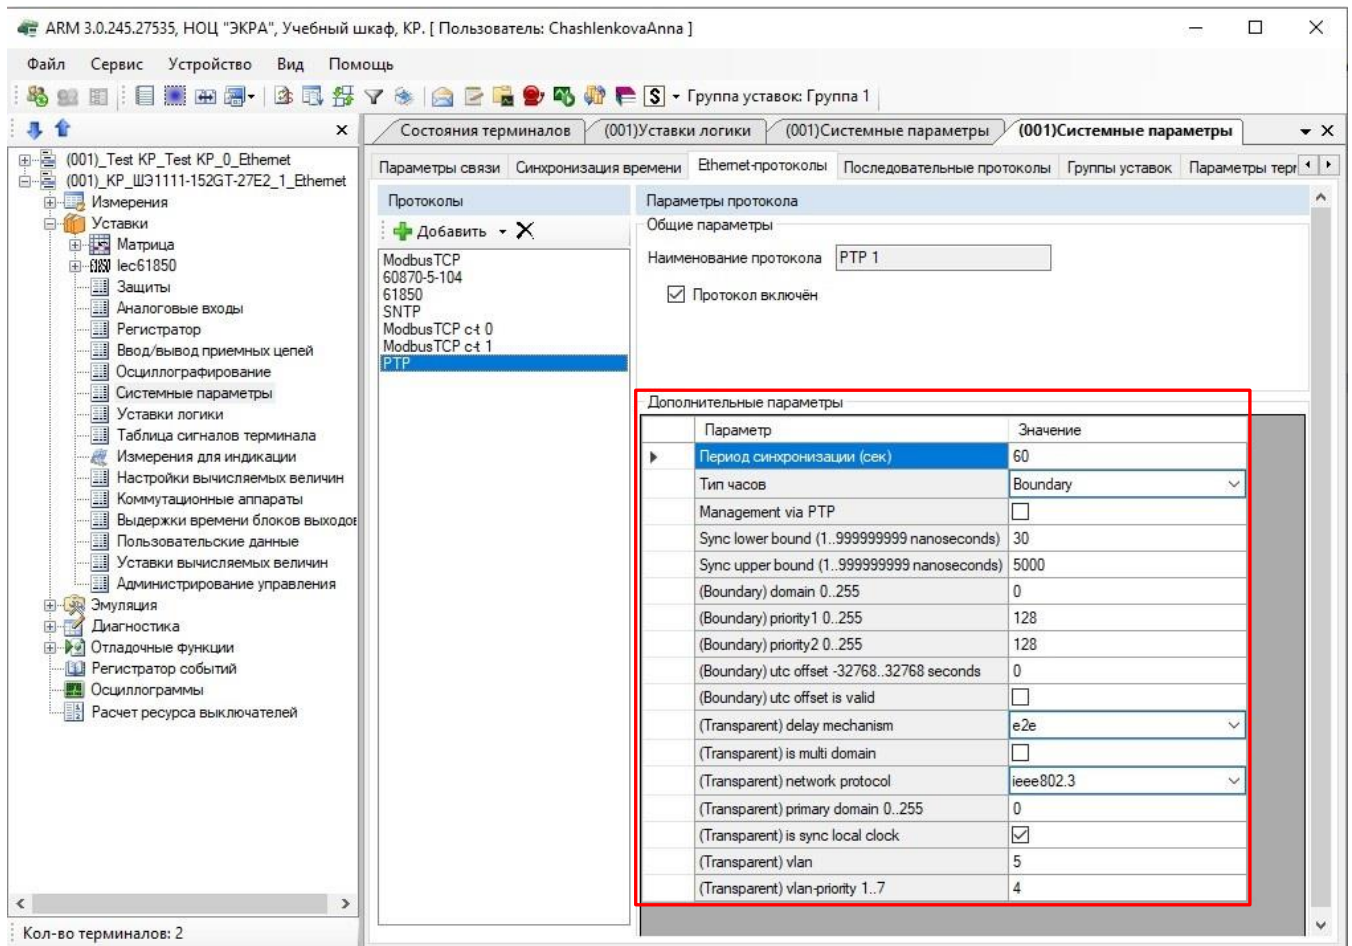 ARM 3.0.245.27535, НОЦ "ЭКРА", Учебный шкаф, КР. [ Пользователь: ChashlenkovaAnna ]
Файл Сервис Устройство Вид Помощь
S Группа уставок: Группа 1
Состояния терминалов (001)Уставки логики (001)Системные параметры (001)Системные параметры
(001)_Test KP_Test KP_0_Ethernet
(001)_KP_ШЭ1111-152GT-27E2_1_Ethernet
Измерения
Уставки
Матрица
Iec61850
Защиты
Аналоговые входы
Регистратор
Ввод/вывод приемных цепей
Осциллографирование
Системные параметры
Уставки логики
Таблица сигналов терминала
Измерения для индикации
Настройки вычисляемых величин
Коммутационные аппараты
Выдержки времени блоков выходов
Пользовательские данные
Уставки вычисляемых величин
Администрирование управления
Эмуляция
Диагностика
Отладочные функции
Регистратор событий
Осциллограммы
Расчет ресурса выключателей
Кол-во терминалов: 2
Параметры связи Синхронизация времени Ethernet-протоколы Последовательные протоколы Группы уставок Параметры терм
Протоколы
Добавить
ModbusTCP
60870-5-104
61850
SNTP
ModbusTCP c-t 0
ModbusTCP c-t 1
PTP
Параметры протокола
Общие параметры
Наименование протокола PTP 1
Протокол включён
Дополнительные параметры
Параметр Значение
Период синхронизации (сек) 60
Тип часов Boundary
Management via PTP
Sync lower bound (1..999999999 nanoseconds) 30
Sync upper bound (1..999999999 nanoseconds) 5000
(Boundary) domain 0..255 0
(Boundary) priority1 0..255 128
(Boundary) priority2 0..255 128
(Boundary) utc offset -32768..32768 seconds 0
(Boundary) utc offset is valid
(Transparent) delay mechanism e2e
(Transparent) is multi domain
(Transparent) network protocol ieee802.3
(Transparent) primary domain 0..255 0
(Transparent) is sync local clock
(Transparent) vlan 5
(Transparent) vlan-priority 1..7 4